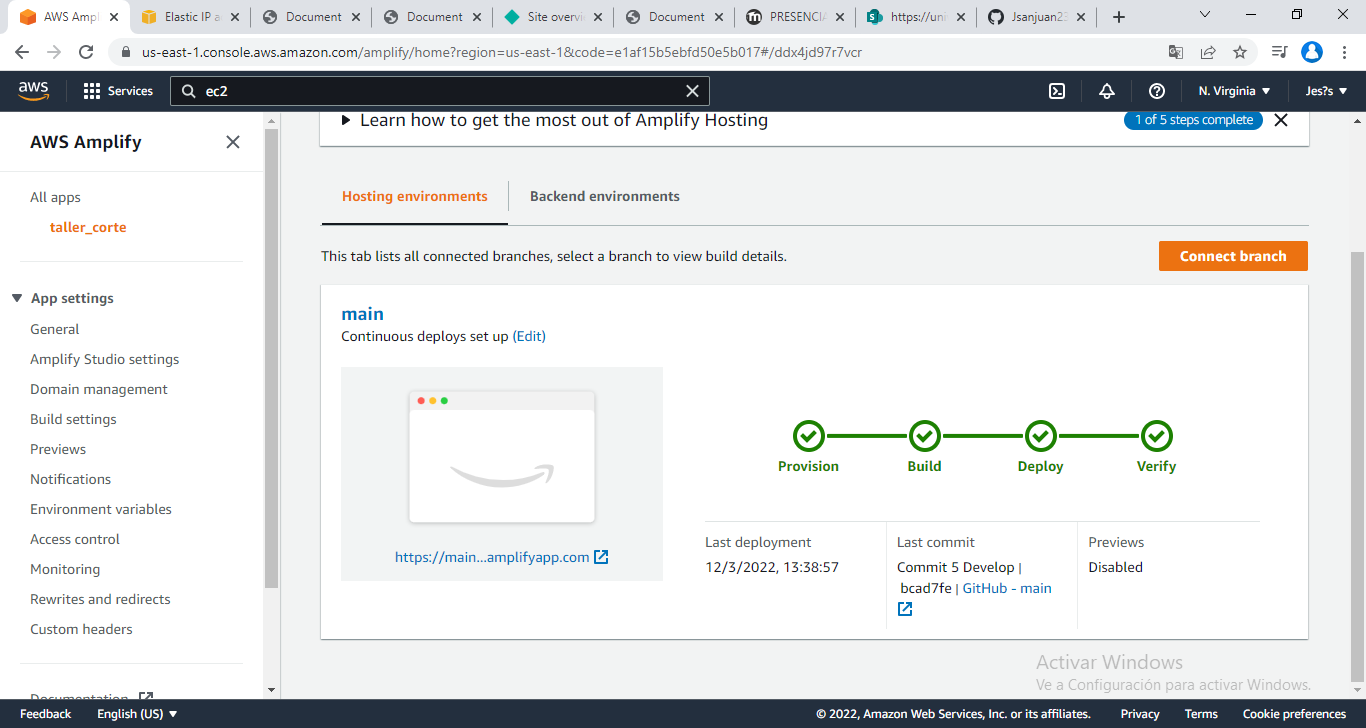 AWS Ampl
Elastic IP a
Document
Document
Site overvi
Document
PRESENCIA
https://uni
Jsanjuan23
us-east-1.console.aws.amazon.com/amplify/home?region=us-east-1&code=e1af15b5ebfd50e5b017#/ddx4jd97r7vcr
aws
Services
ec2
N. Virginia
Jes?s
AWS Amplify
All apps
taller_corte
App settings
General
Amplify Studio settings
Domain management
Build settings
Previews
Notifications
Environment variables
Access control
Monitoring
Rewrites and redirects
Custom headers
Documentation
Learn how to get the most out of Amplify Hosting
1 of 5 steps complete
Hosting environments
Backend environments
This tab lists all connected branches, select a branch to view build details.
Connect branch
main
Continuous deploys set up (Edit)
https://main...amplifyapp.com
Provision
Build
Deploy
Verify
Last deployment
12/3/2022, 13:38:57
Last commit
Commit 5 Develop |
bcad7fe | GitHub - main
Previews
Disabled
Activar Windows
Ve a Configuración para activar Windows.
Feedback
English (US)
© 2022, Amazon Web Services, Inc. or its affiliates.
Privacy
Terms
Cookie preferences